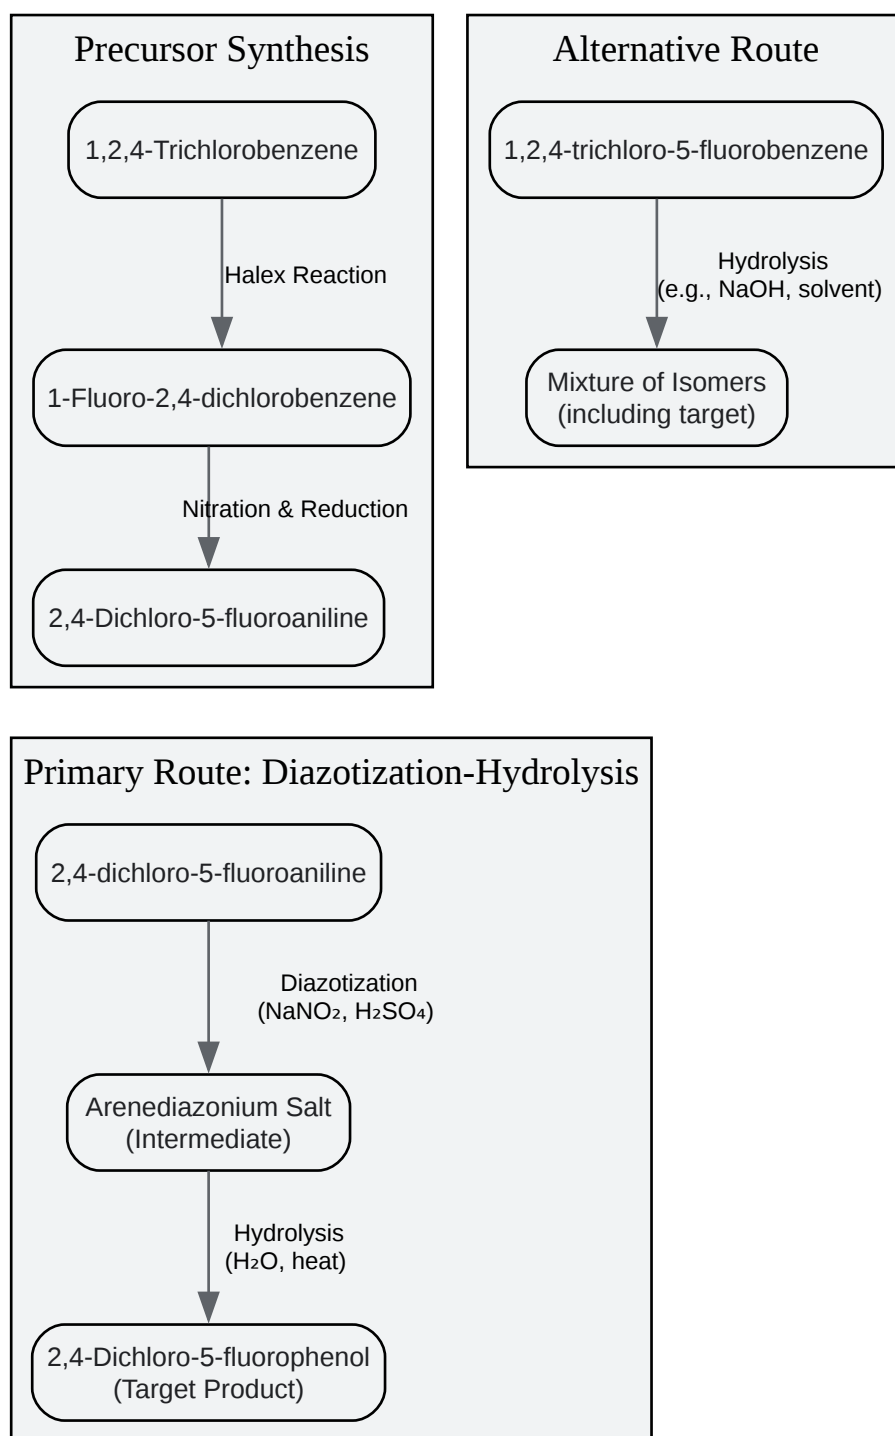 Precursor Synthesis
1,2,4-Trichlorobenzene
Halex Reaction
1-Fluoro-2,4-dichlorobenzene
Nitration & Reduction
2,4-Dichloro-5-fluoroaniline
Alternative Route
1,2,4-trichloro-5-fluorobenzene
Hydrolysis
(e.g., NaOH, solvent)
Mixture of Isomers
(including target)
Primary Route: Diazotization-Hydrolysis
2,4-dichloro-5-fluoroaniline
Diazotization
(NaNO₂, H₂SO₄)
Arenediazonium Salt
(Intermediate)
Hydrolysis
(H₂O, heat)
2,4-Dichloro-5-fluorophenol
(Target Product)